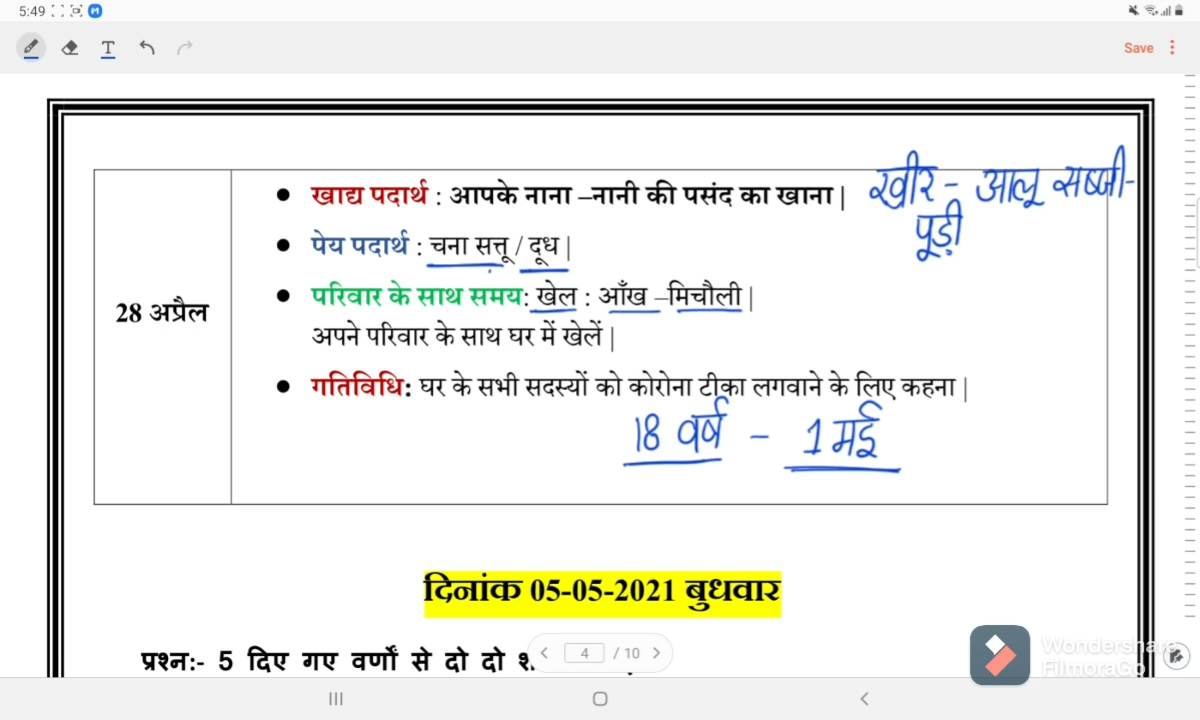 5:49
Save
खाद्य पदार्थ : आपके नाना –नानी की पसंद का खाना|
खीर - आलू सब्जी-
पूड़ी
पेय पदार्थ : चना सत्तू / दूध|
परिवार के साथ समय: खेल : आँख –मिचौली|
28 अप्रैल
अपने परिवार के साथ घर में खेलें|
गतिविधि: घर के सभी सदस्यों को कोरोना टीका लगवाने के लिए कहना|
18 वर्ष - 1 मई
दिनांक 05-05-2021 बुधवार
प्रश्न:- 5 दिए गए वर्णों से दो दो
4 / 10
Wondershare
FilmoraGo